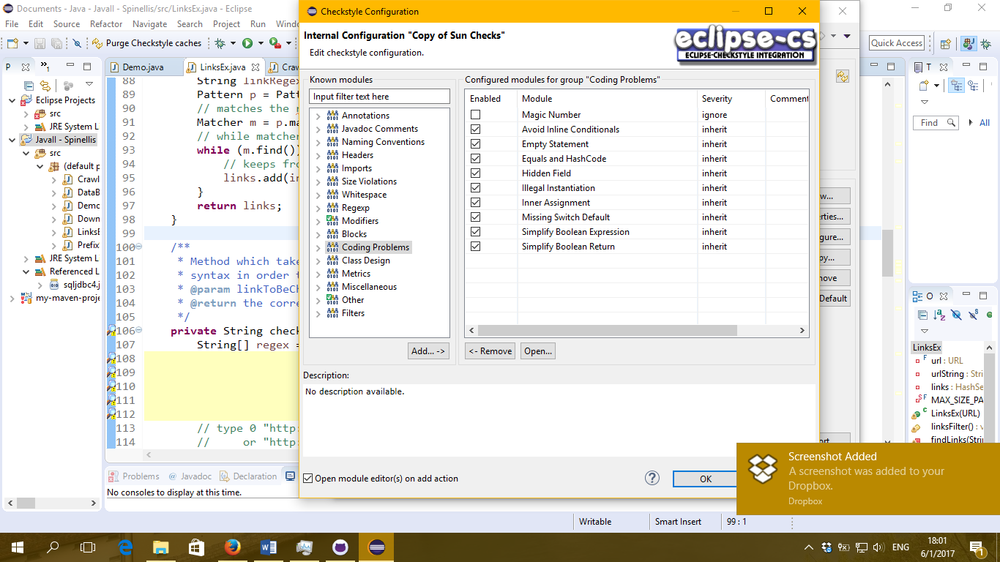 Documents - Java - JavaII - Spinellis/src/LinksEx.java - Eclipse
File Edit Source Refactor Navigate Search Project Run
Purge Checkstyle caches
Quick Access
P
Eclipse Projects
src
JRE System L
JavaII - Spinellis
src
(default p
Crawl
DataB
Demo
Down
LinksE
Prefix
JRE System L
Referenced L
sqljdbc4.j
my-maven-proje
Demo.java LinksEx.java Craw
88 String linkRegex
89 Pattern p = Patt
90 // matches the
91 Matcher m = p.ma
92 // while matcher
93 while (m.find())
94 // keeps fro
95 links.add(
96 }
97 return links;
98 }
99
100 /**
101 * Method which take
102 * syntax in order
103 * @param linkToBeCh
104 * @return the corre
105 */
106 private String check
107 String[] regex =
108
109
110
111
112
113 // type 0 "http:
114 // or "http:
Problems @ Javadoc Declaration
No consoles to display at this time.
Writable Smart Insert 99 : 1
Checkstyle Configuration
Internal Configuration "Copy of Sun Checks"
Edit checkstyle configuration.
eclipse-cs
ECLIPSE-CHECKSTYLE INTEGRATION
Known modules
Input filter text here
Annotations
Javadoc Comments
Naming Conventions
Headers
Imports
Size Violations
Whitespace
Regexp
Modifiers
Blocks
Coding Problems
Class Design
Metrics
Miscellaneous
Other
Filters
Add... ->
Configured modules for group "Coding Problems"
Enabled Module Severity Comment
Magic Number ignore
Avoid Inline Conditionals inherit
Empty Statement inherit
Equals and HashCode inherit
Hidden Field inherit
Illegal Instantiation inherit
Inner Assignment inherit
Missing Switch Default inherit
Simplify Boolean Expression inherit
Simplify Boolean Return inherit
<- Remove Open...
Description:
No description available.
Open module editor(s) on add action
OK
w...
rties...
gure...
py...
nove
Default
T
Find All
O
LinksEx
url : URL
urlString : Stri
links : HashSe
MAX_SIZE_PA
LinksEx(URL)
linksFilter() : v
findLinks(Strin
Screenshot Added
A screenshot was added to your
Dropbox.
Dropbox
ENG
18:01
6/1/2017
1